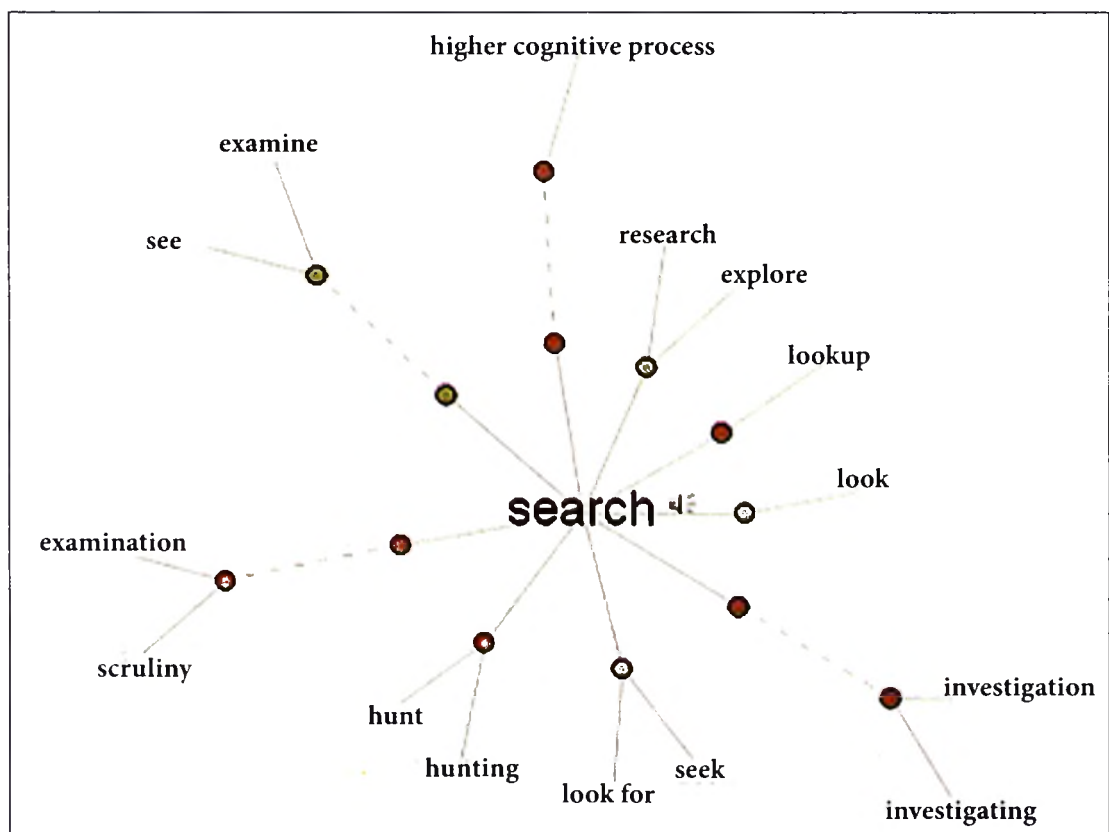 higher cognitive process
examine
see
research
explore
lookup
look
search
examination
scruliny
hunt
hunting
look for
seek
investigation
investigating